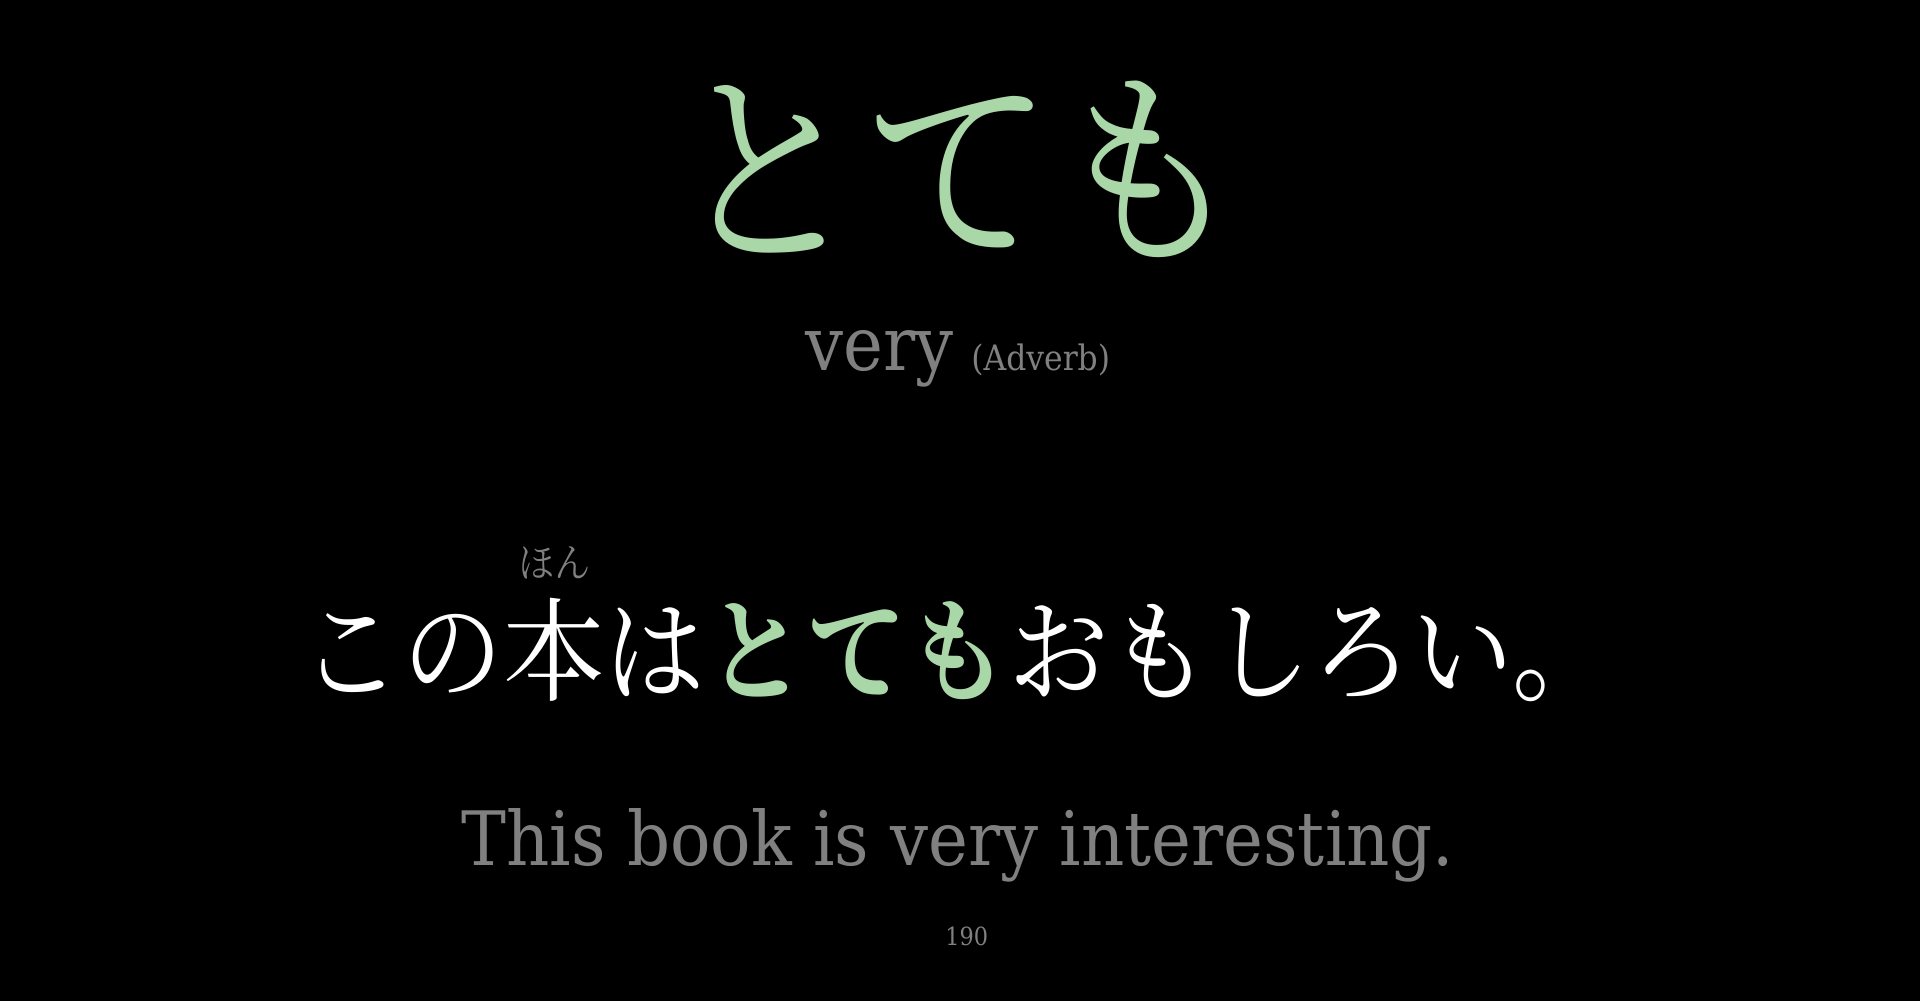 とても
very (Adverb)
ほん
この本はとてもおもしろい。
This book is very interesting.
190